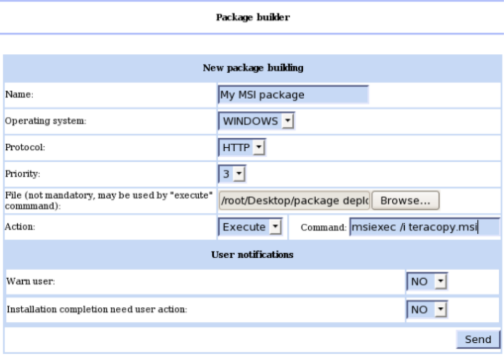 Package builder
New package building
Name: My MSI package
Operating system: WINDOWS
Protocol: HTTP
Priority: 3
File (not mandatory, may be used by "execute"
commmand): /root/Desktop/package deplo Browse...
Action: Execute Command: msiexec /i teracopy.msi
User notifications
Warn user: NO
Installation completion need user action: NO
Send